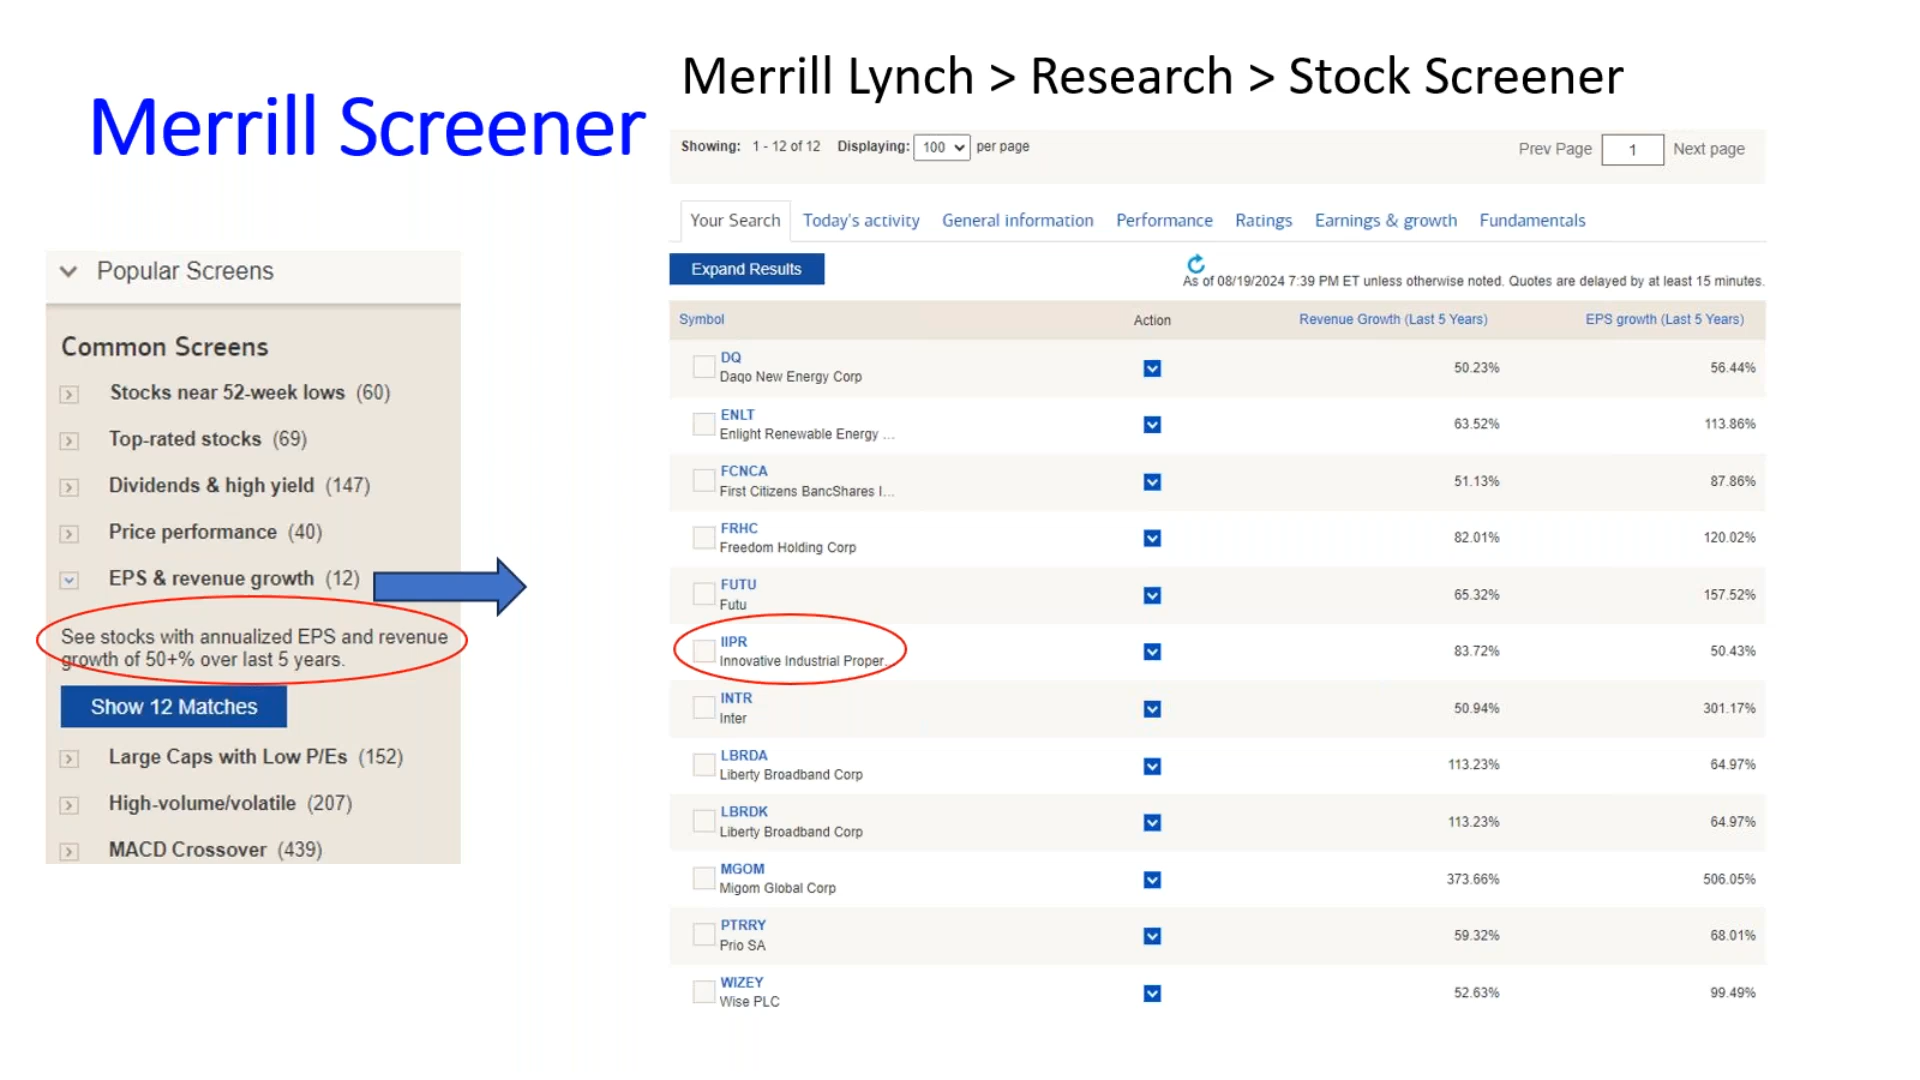 Merrill Screener
Merrill Lynch > Research > Stock Screener
Popular Screens
Common Screens
Stocks near 52-week lows (60)
Top-rated stocks (69)
Dividends & high yield (147)
Price performance (40)
EPS & revenue growth (12)
See stocks with annualized EPS and revenue
growth of 50+% over last 5 years.
Show 12 Matches
Large Caps with Low P/Es (152)
High-volume/volatile (207)
MACD Crossover (439)
Showing: 1 - 12 of 12 Displaying: 100 per page Prev Page 1 Next page
Your Search Today's activity General information Performance Ratings Earnings & growth Fundamentals
Expand Results
As of 08/19/2024 7:39 PM ET unless otherwise noted. Quotes are delayed by at least 15 minutes.
Symbol Action Revenue Growth (Last 5 Years) EPS growth (Last 5 Years)
DQ
Daqo New Energy Corp 50.23% 56.44%
ENLT
Enlight Renewable Energy ... 63.52% 113.86%
FCNCA
First Citizens BancShares I... 51.13% 87.86%
FRHC
Freedom Holding Corp 82.01% 120.02%
FUTU
Futu 65.32% 157.52%
IIPR
Innovative Industrial Proper... 83.72% 50.43%
INTR
Inter 50.94% 301.17%
LBRDA
Liberty Broadband Corp 113.23% 64.97%
LBRDK
Liberty Broadband Corp 113.23% 64.97%
MGOM
Migom Global Corp 373.66% 506.05%
PTRRY
Prio SA 59.32% 68.01%
WIZEY
Wise PLC 52.63% 99.49%